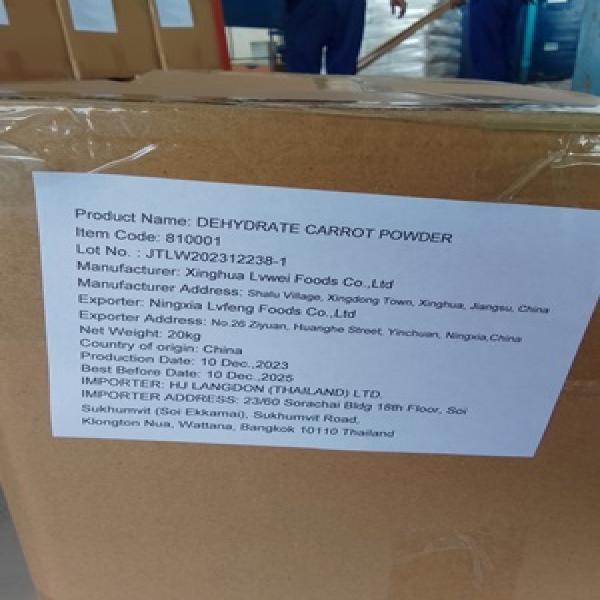 Product Name: DEHYDRATE CARROT POWDER
Item Code: 810001
Lot No. : JTLW202312238-1
Manufacturer: Xinghua Lvwei Foods Co.,Ltd
Manufacturer Address: Shalu Village, Xingdong Town, Xinghua, Jiangsu, China
Exporter: Ningxia Lvfeng Foods Co.,Ltd
Exporter Address: No.26 Ziyuan, Huanghe Street, Yinchuan, Ningxia,China
Net Weight: 20kg
Country of origin: China
Production Date: 10 Dec.,2023
Best Before Date: 10 Dec.,2025
IMPORTER: HJ LANGDON (THAILAND) LTD.
IMPORTER ADDRESS: 23/60 Sorachai Bldg 18th Floor, Soi
Sukhumvit (Soi Ekkamai), Sukhumvit Road,
Klongton Nua, Wattana, Bangkok 10110 Thailand